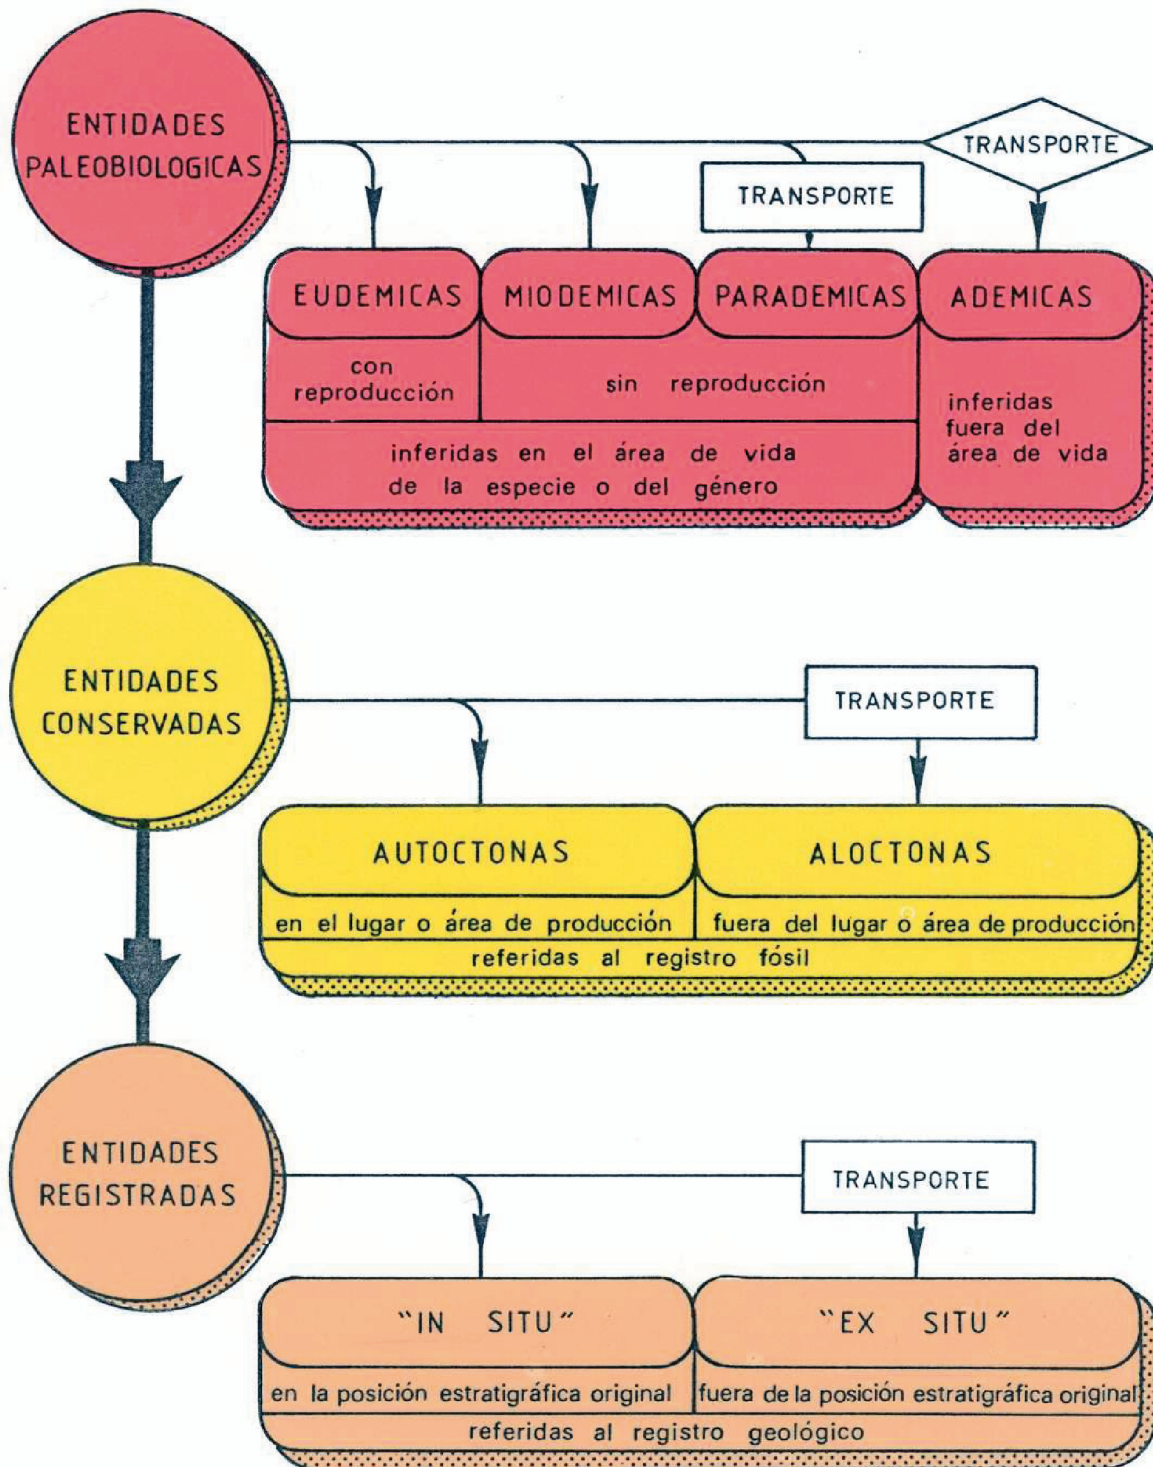 ENTIDADES
PALEOBIOLOGICAS
TRANSPORTE
TRANSPORTE
EUDEMICAS
MIODEMICAS
PARADEMICAS
ADEMICAS
con
reproducción
sin reproducción
inferidas
fuera del
área de vida
inferidas en el área de vida
de la especie o del género
ENTIDADES
CONSERVADAS
TRANSPORTE
AUTOCTONAS
ALOCTONAS
en el lugar o área de producción
fuera del lugar o área de producción
referidas al registro fósil
ENTIDADES
REGISTRADAS
TRANSPORTE
"IN SITU"
"EX SITU"
en la posición estratigráfica original
fuera de la posición estratigráfica original
referidas al registro geológico